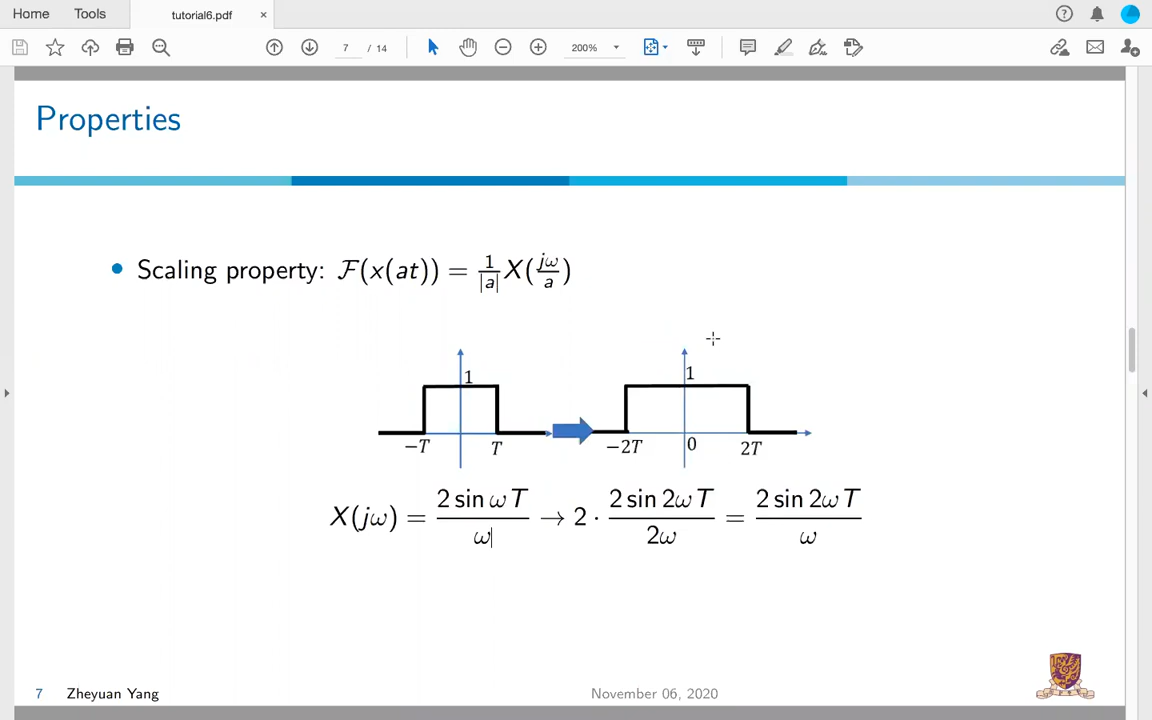 Home Tools tutorial6.pdf ×
7 / 14 200%
Properties
• Scaling property: ℱ(x(at)) = 1/|a| X(jω/a)
1 1
−T T −2T 0 2T
X(jω) = 2 sin ωT / ω → 2 · 2 sin 2ωT / 2ω = 2 sin 2ωT / ω
7 Zheyuan Yang November 06, 2020